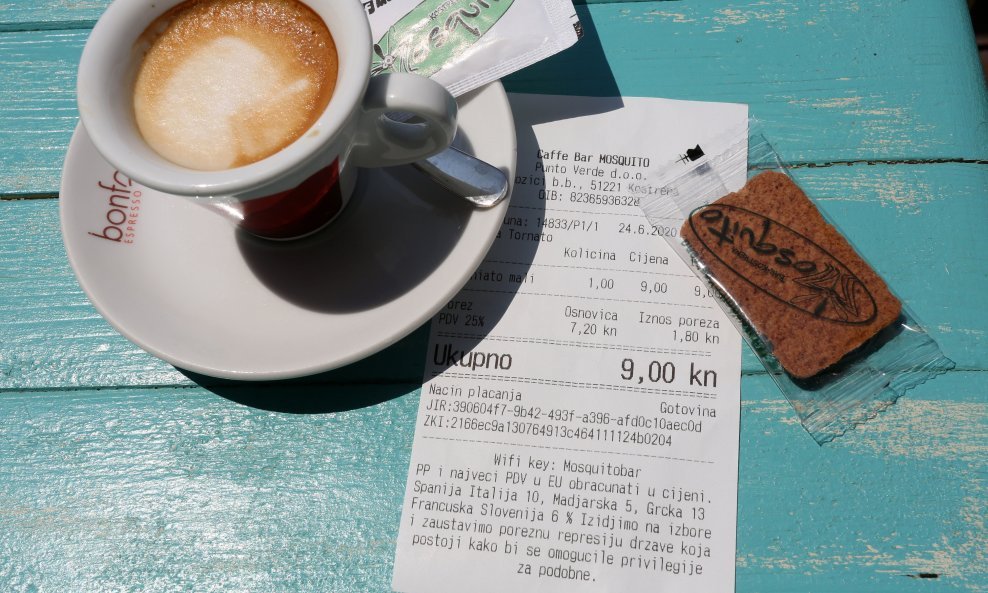 bonfa
ESPRESSO
Caffe Bar MOSQUITO
Punto Verde d.o.o.
b.b., 51221 Kostrena
OIB: 8236593632
14833/P1/1 24.6.2020
Tornato
Kolicina Cijena
mali 1,00 9,00
Osnovica Iznos poreza
PDV 25% 7,20 kn 1,80 kn
Ukupno 9,00 kn
Nacin placanja Gotovina
JIR:390604f7-9b42-493f-a396-afd0c10aec0d
ZKI:2166ec9a130764913c464111124b0204
Wifi key: Mosquitobar
PP i najveci PDV u EU obracunati u cijeni.
Spanija Italija 10, Madjarska 5, Grcka 13
Francuska Slovenija 6 % Izidjimo na izbore
i zaustavimo poreznu represiju drzave koja
postoji kako bi se omogucile privilegije
za podobne.
Mosquito